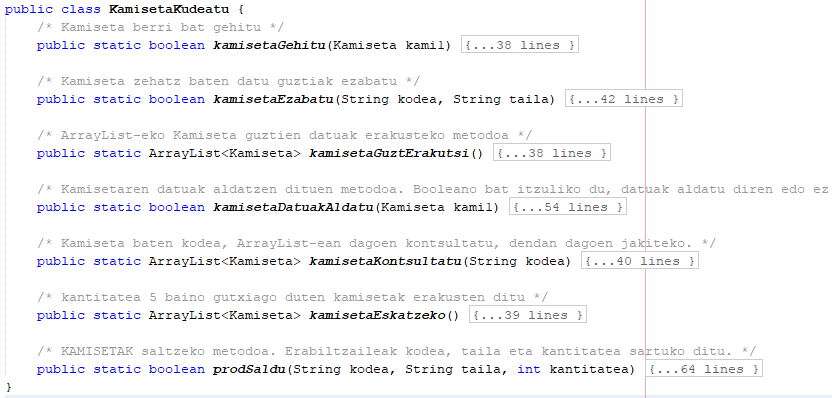 public class KamisetaKudeatu {
/* Kamiseta berri bat gehitu */
public static boolean kamisetaGehitu(Kamiseta kamil) {...38 lines }
/* Kamiseta zehatz baten datu guztiak ezabatu */
public static boolean kamisetaEzabatu(String kodea, String taila) {...42 lines }
/* ArrayList-eko Kamiseta guztien datuak erakusteko metodoa */
public static ArrayList<Kamiseta> kamisetaGuztErakutsi() {...38 lines }
/* Kamisetaren datuak aldatzen dituen metodoa. Booleano bat itzuliko du, datuak aldatu diren edo ez
public static boolean kamisetaDatuakAldatu(Kamiseta kamil) {...54 lines }
/* Kamiseta baten kodea, ArrayList-ean dagoen kontsultatu, dendan dagoen jakiteko. */
public static ArrayList<Kamiseta> kamisetaKontsultatu(String kodea) {...40 lines }
/* kantitatea 5 baino gutxiago duten kamisetak erakusten ditu */
public static ArrayList<Kamiseta> kamisetaEskatzeko() {...39 lines }
/* KAMISETAK saltzeko metodoa. Erabiltzaileak kodea, taila eta kantitatea sartuko ditu. */
public static boolean prodSaldu(String kodea, String taila, int kantitatea) {...64 lines }
}